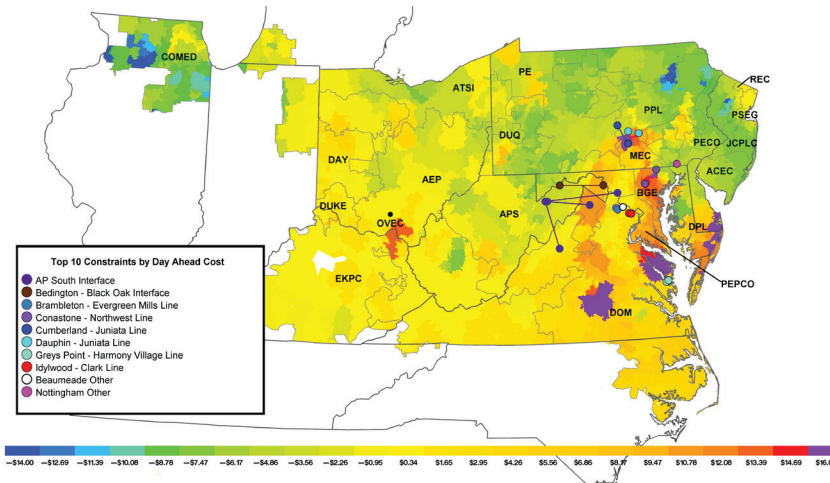 COMED
ATSI
PE
REC
PPL
PSEG
DUQ
PECO
JCPLC
MEC
DAY
ACEC
AEP
BGE
DUKE
APS
OVEC
DPL
Top 10 Constraints by Day Ahead Cost
AP South Interface
Bedington - Black Oak Interface
Brambleton - Evergreen Mills Line
Conastone - Northwest Line
Cumberland - Juniata Line
Dauphin - Juniata Line
Greys Point - Harmony Village Line
Idylwood - Clark Line
Beaumeade Other
Nottingham Other
EKPC
PEPCO
DOM
−$14.00 −$12.69 −$11.39 −$10.08 −$8.78 −$7.47 −$6.17 −$4.86 −$3.56 −$2.26 −$0.95 $0.34 $1.65 $2.95 $4.26 $5.56 $6.86 $8.17 $9.47 $10.78 $12.08 $13.39 $14.69